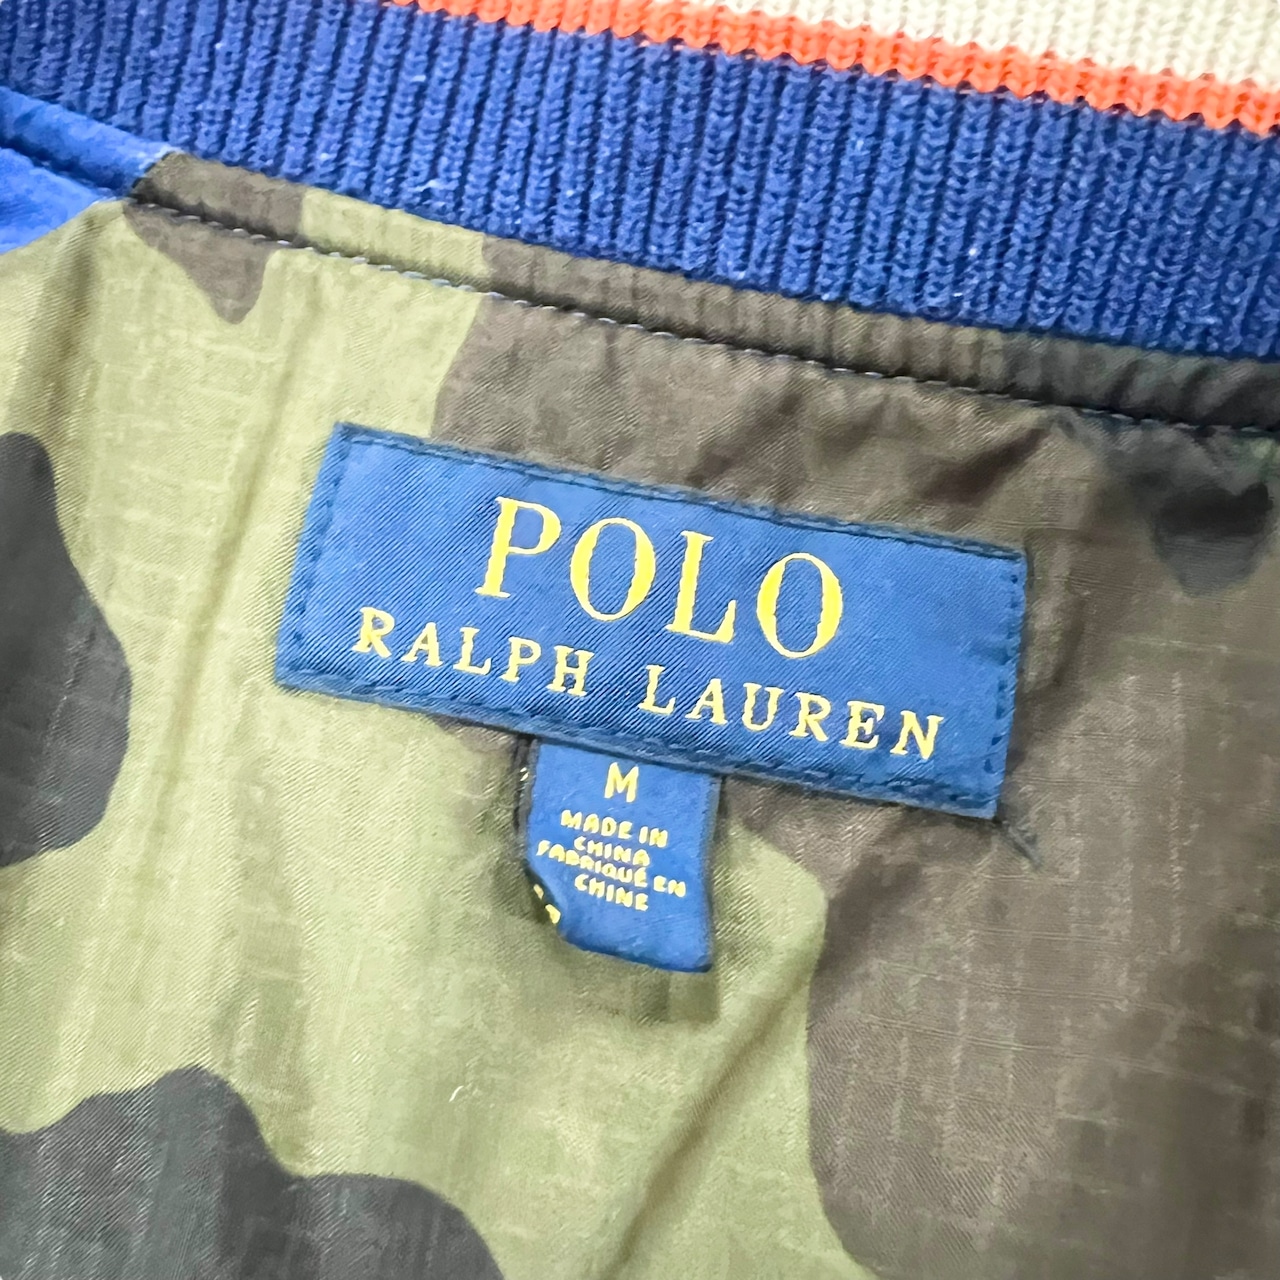 POLO
RALPH LAUREN
M
MADE IN
CHINA
FABRIQUÉ EN
CHINE